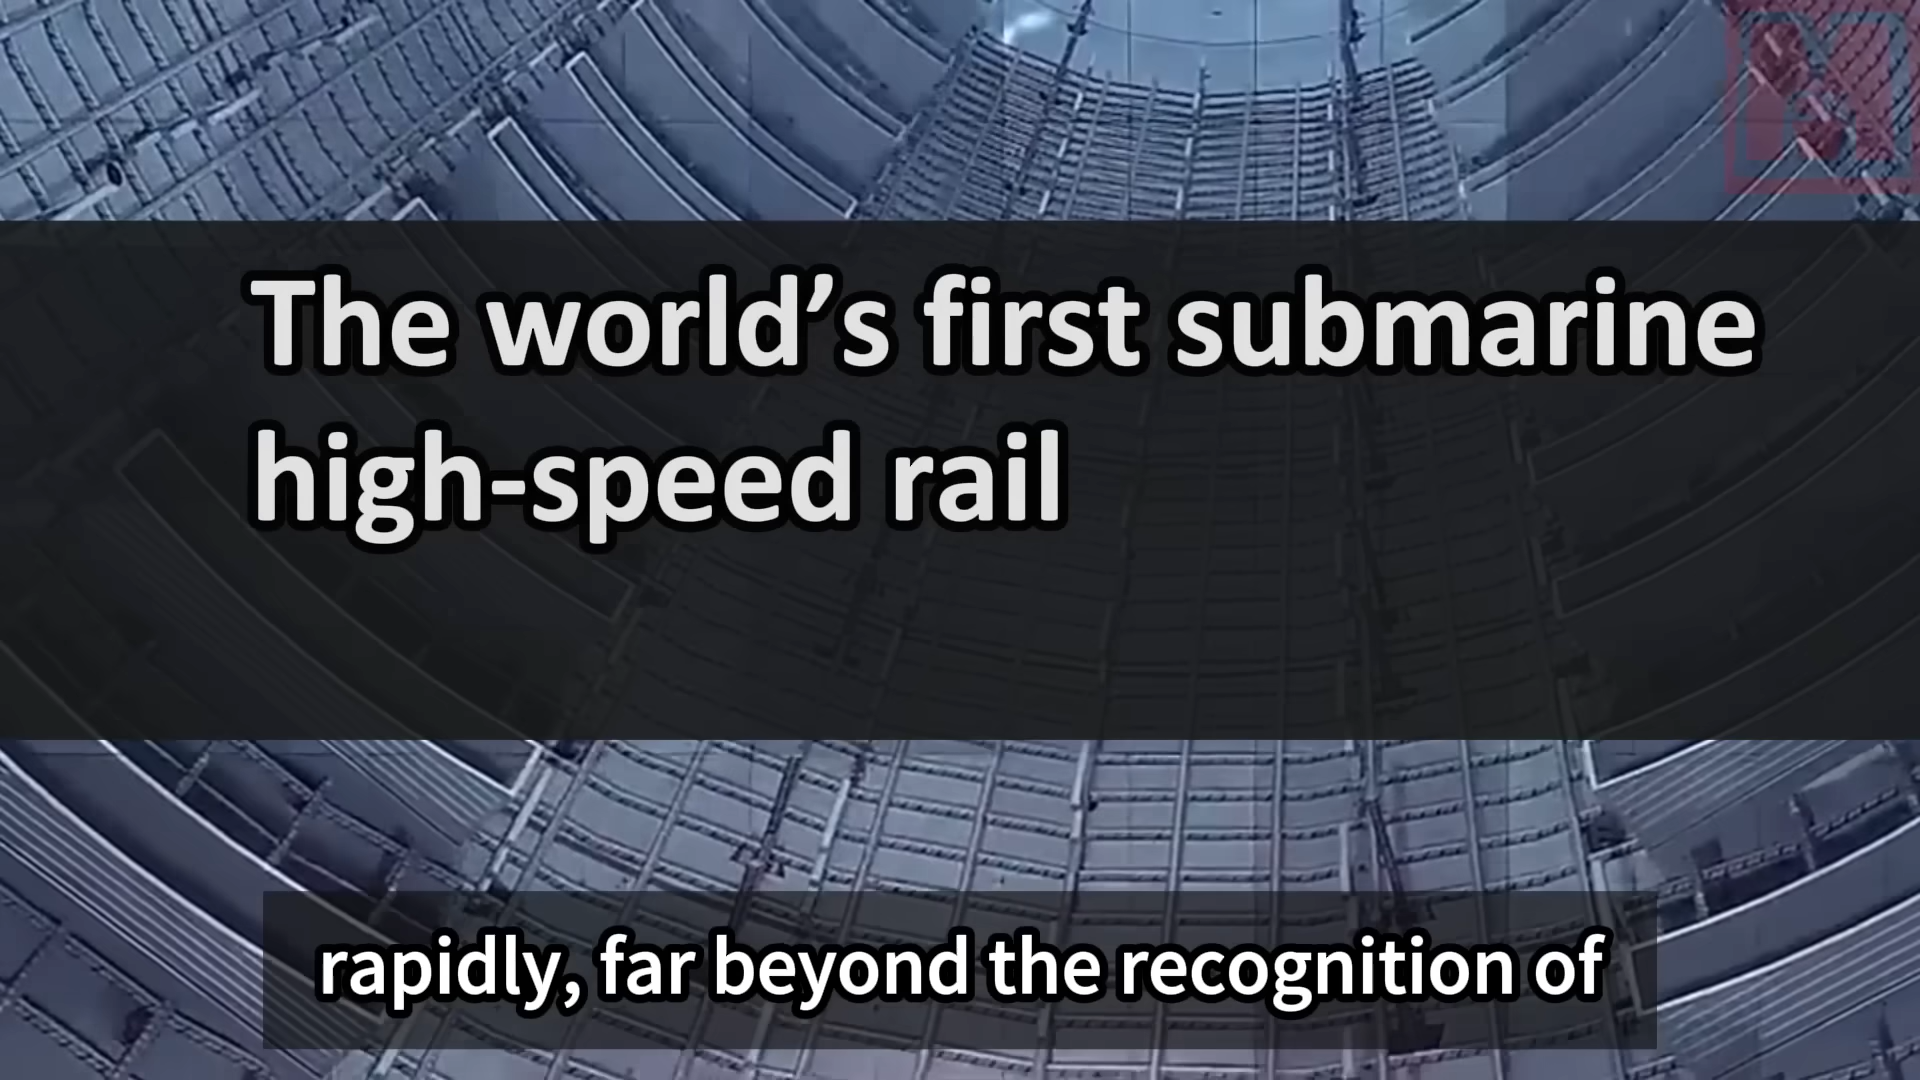 The world’s first submarine
high-speed rail
rapidly, far beyond the recognition of